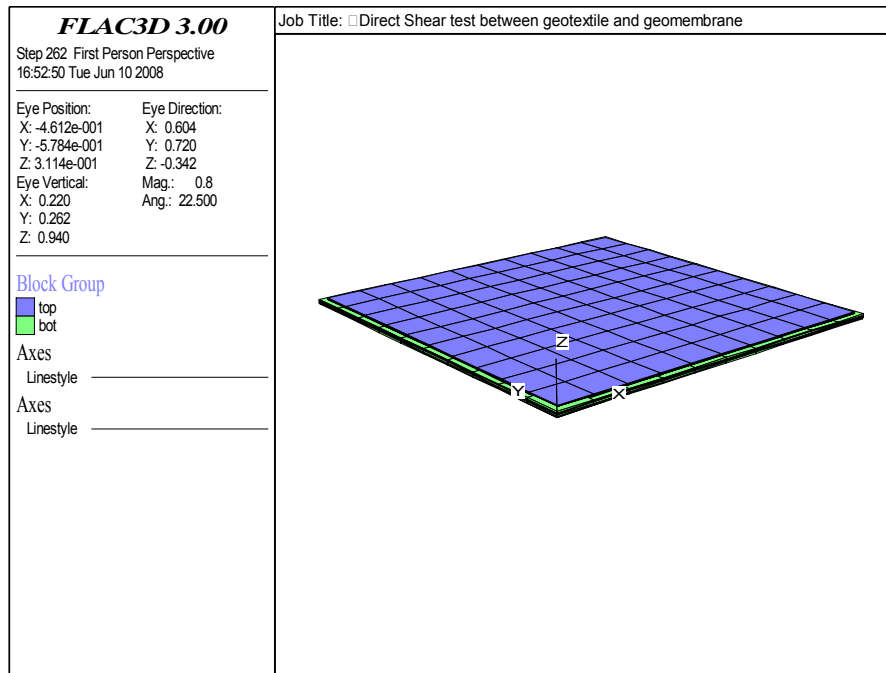 FLAC3D 3.00
Step 262 First Person Perspective
16:52:50 Tue Jun 10 2008
Eye Position: Eye Direction:
X: -4.612e-001 X: 0.604
Y: -5.784e-001 Y: 0.720
Z: 3.114e-001 Z: -0.342
Eye Vertical: Mag.: 0.8
X: 0.220 Ang.: 22.500
Y: 0.262
Z: 0.940
Block Group
top
bot
Axes
Linestyle
Axes
Linestyle
Job Title: □Direct Shear test between geotextile and geomembrane
Z
Y
X